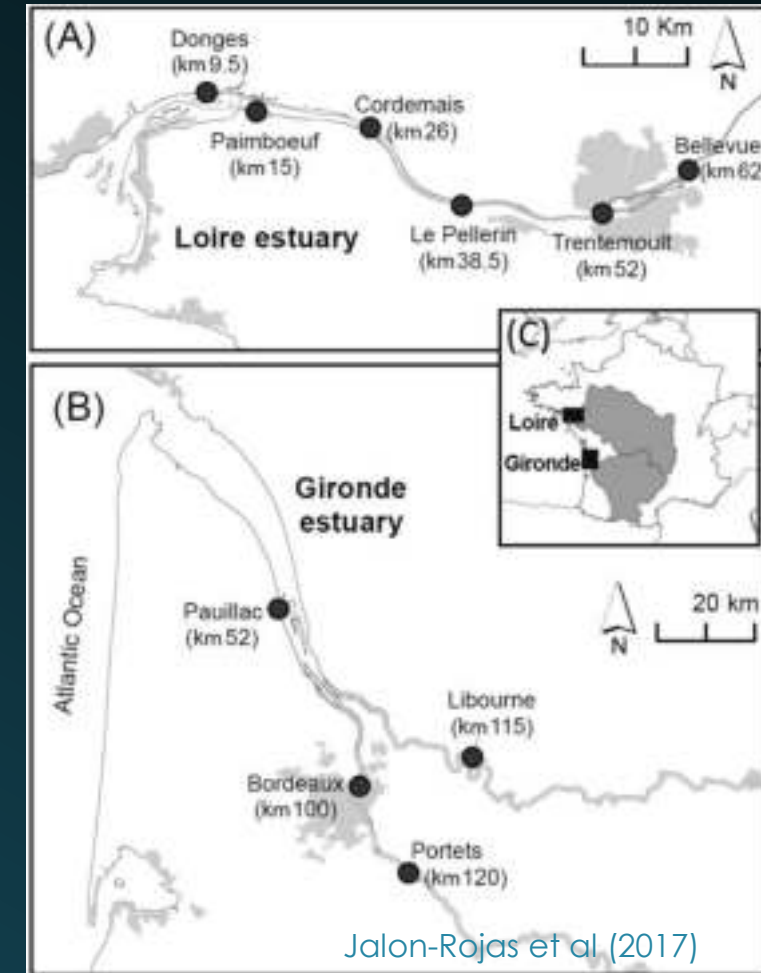 (A)
Donges
(km 9.5)
Paimboeuf
(km 15)
Cordemais
(km 26)
Le Pellerin
(km 38.5)
Trentemoult
(km 52)
Bellevue
(km 62
10 Km
N
Loire estuary
(B)
Gironde
estuary
Atlantic Ocean
Pauillac
(km 52)
Bordeaux
(km 100)
Libourne
(km 115)
Portets
(km 120)
20 km
N
(C)
Loire
Gironde
Jalon-Rojas et al (2017)